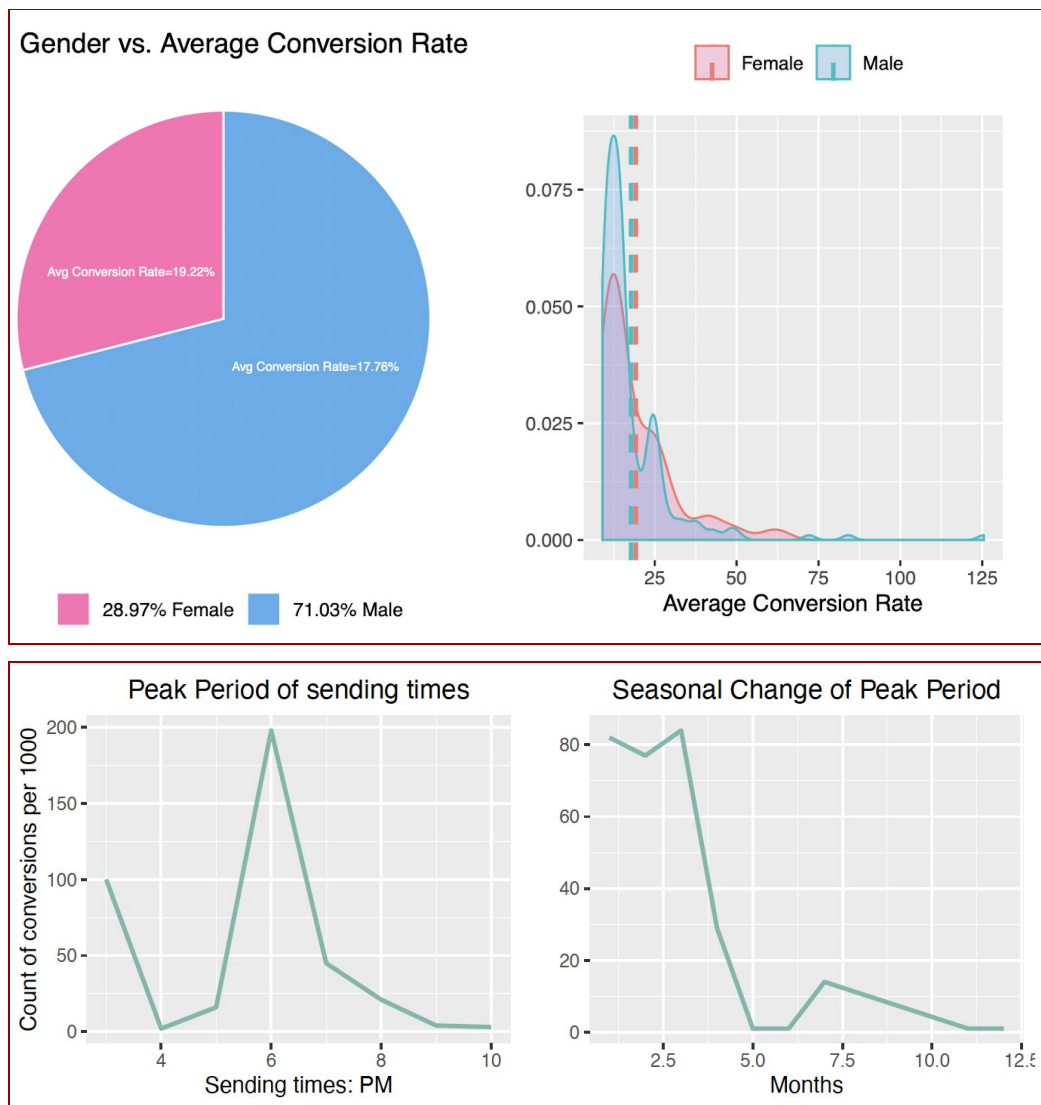 Gender vs. Average Conversion Rate
Avg Conversion Rate=19.22%
Avg Conversion Rate=17.76%
28.97% Female 71.03% Male
Female Male
0.075
0.050
0.025
0.000
25 50 75 100 125
Average Conversion Rate
Peak Period of sending times
Count of conversions per 1000
200
150
100
50
0
4 6 8 10
Sending times: PM
Seasonal Change of Peak Period
80
60
40
20
0
2.5 5.0 7.5 10.0 12.5
Months